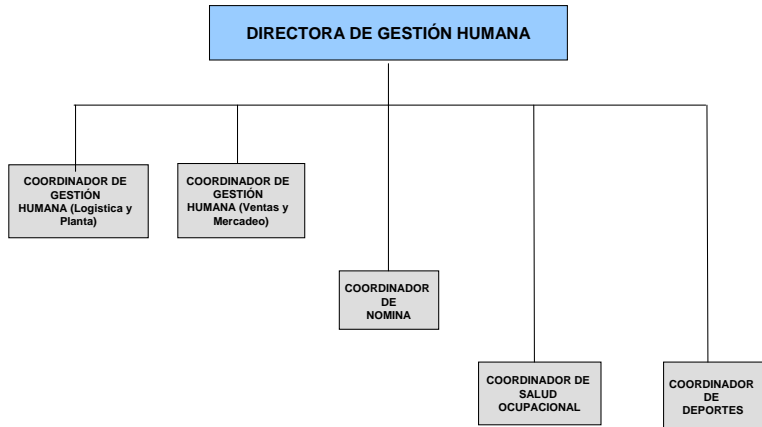 DIRECTORA DE GESTIÓN HUMANA
COORDINADOR DE
GESTIÓN
HUMANA (Logistica y
Planta)
COORDINADOR DE
GESTIÓN
HUMANA (Ventas y
Mercadeo)
COORDINADOR
DE
NOMINA
COORDINADOR DE
SALUD
OCUPACIONAL
COORDINADOR
DE
DEPORTES